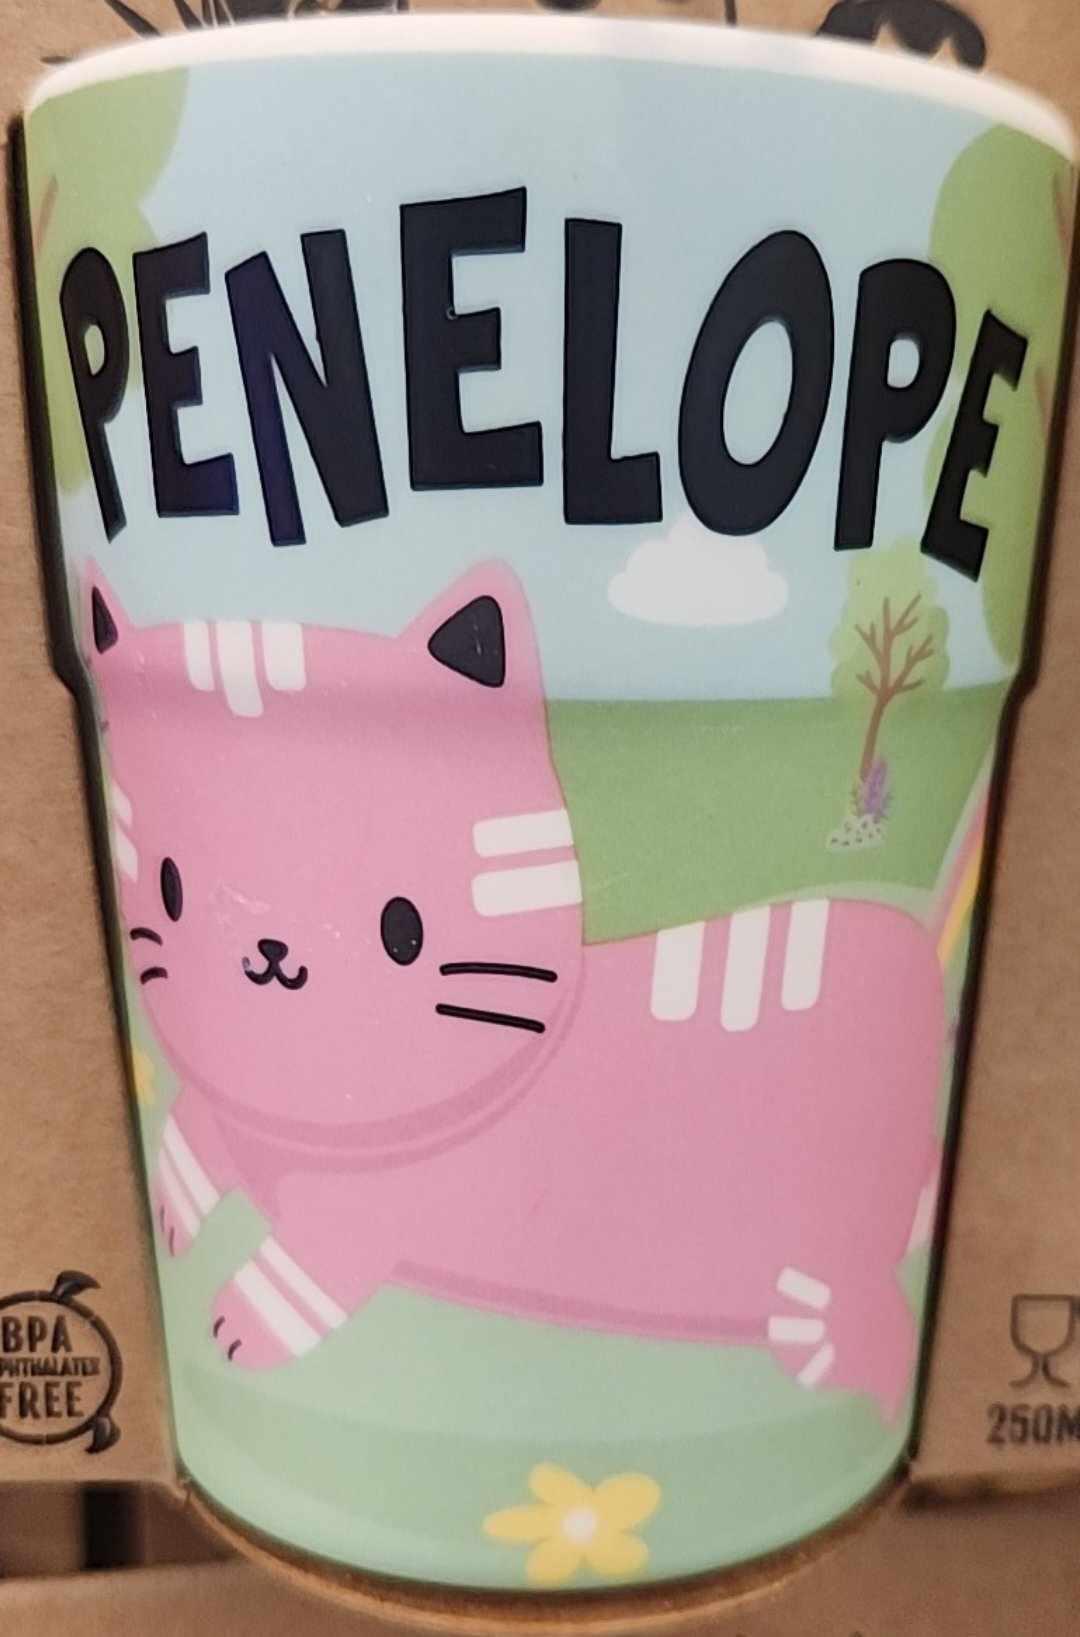 PENELOPE
BPA
PHTHALATES
FREE
250M